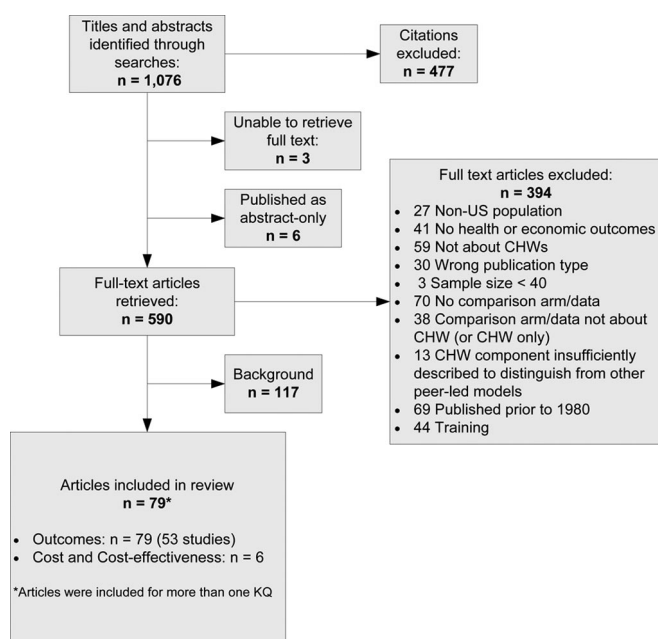 Titles and abstracts
identified through
searches:
n = 1,076
Citations
excluded:
n = 477
Unable to retrieve
full text:
n = 3
Published as
abstract-only
n = 6
Full-text articles
retrieved:
n = 590
Full text articles excluded:
n = 394
• 27 Non-US population
• 41 No health or economic outcomes
• 59 Not about CHWs
• 30 Wrong publication type
• 3 Sample size < 40
• 70 No comparison arm/data
• 38 Comparison arm/data not about
CHW (or CHW only)
• 13 CHW component insufficiently
described to distinguish from other
peer-led models
• 69 Published prior to 1980
• 44 Training
Background
n = 117
Articles included in review
n = 79*
• Outcomes: n = 79 (53 studies)
• Cost and Cost-effectiveness: n = 6
*Articles were included for more than one KQ